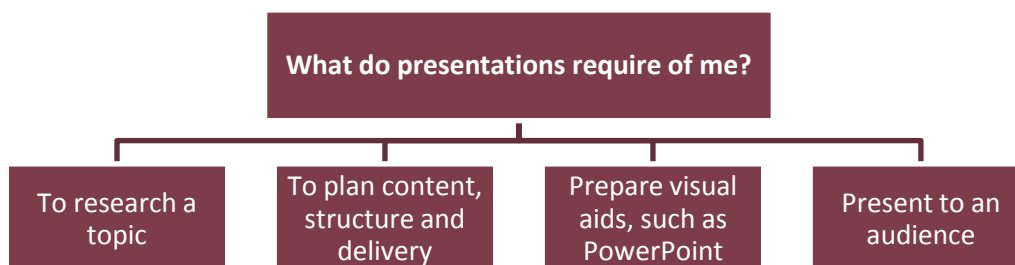 What do presentations require of me?
To research a
topic
To plan content,
structure and
delivery
Prepare visual
aids, such as
PowerPoint
Present to an
audience